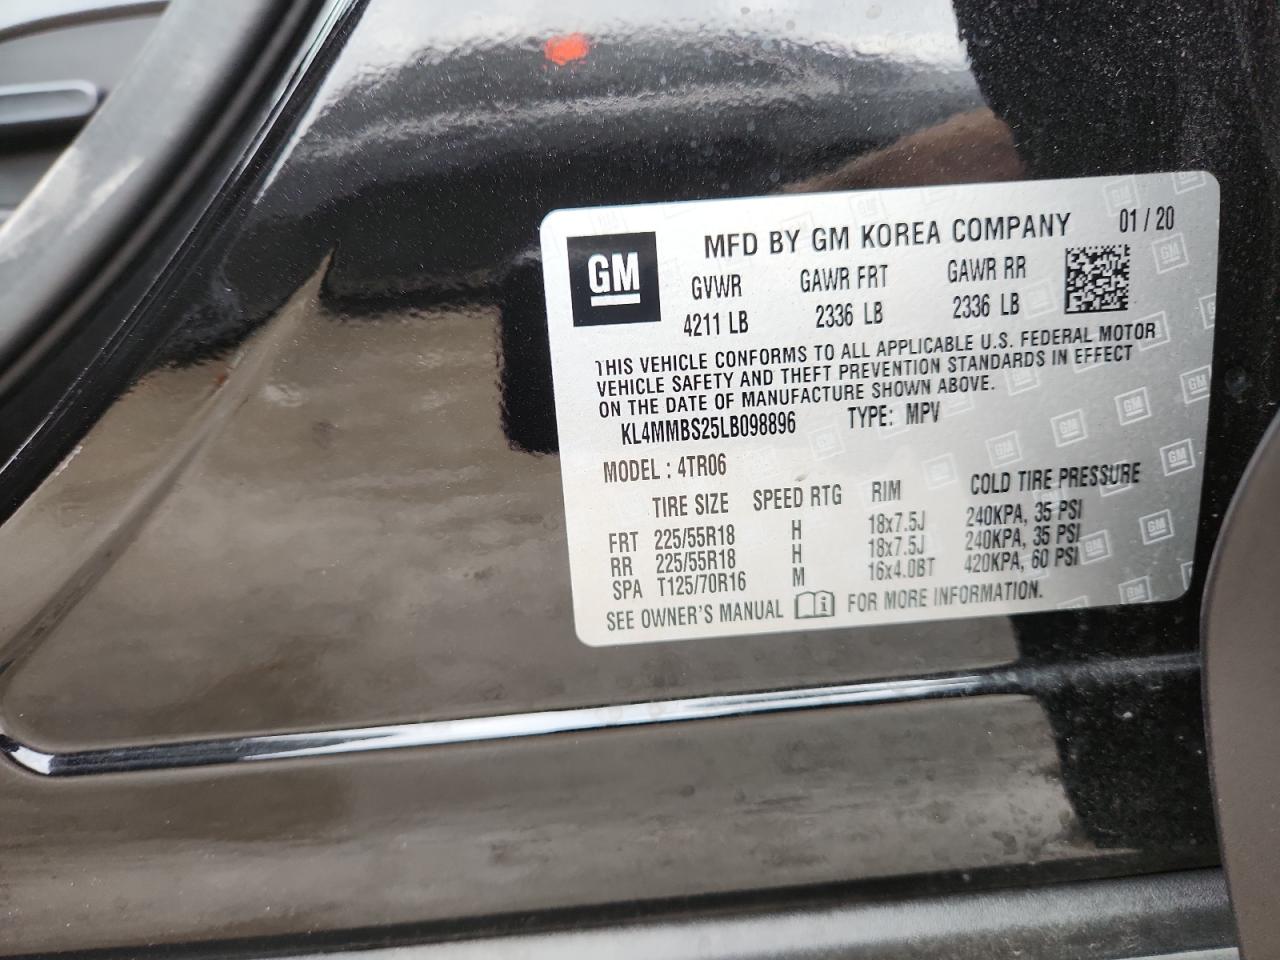 GM
MFD BY GM KOREA COMPANY 01 / 20
GVWR GAWR FRT GAWR RR
4211 LB 2336 LB 2336 LB
THIS VEHICLE CONFORMS TO ALL APPLICABLE U.S. FEDERAL MOTOR
VEHICLE SAFETY AND THEFT PREVENTION STANDARDS IN EFFECT
ON THE DATE OF MANUFACTURE SHOWN ABOVE.
KL4MMBS25LB098896 TYPE: MPV
MODEL : 4TR06
TIRE SIZE SPEED RTG RIM COLD TIRE PRESSURE
FRT 225/55R18 H 18x7.5J 240KPA, 35 PSI
RR 225/55R18 H 18x7.5J 240KPA, 35 PSI
SPA T125/70R16 M 16x4.0BT 420KPA, 60 PSI
SEE OWNER'S MANUAL FOR MORE INFORMATION.